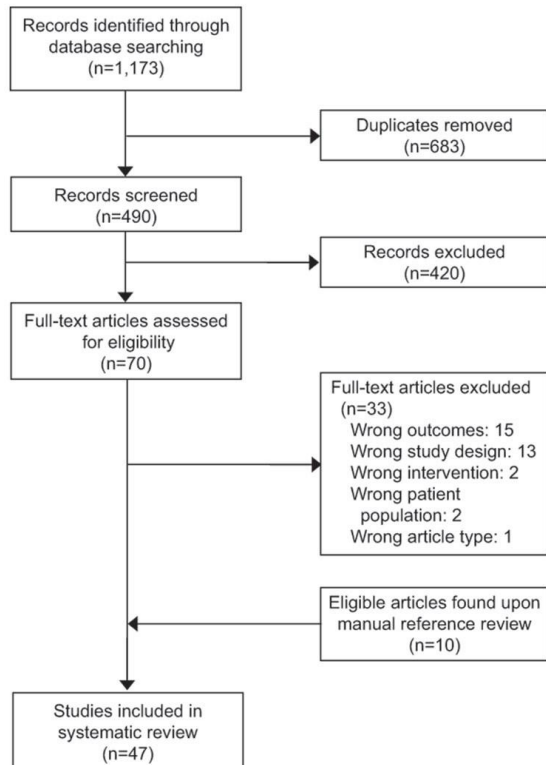 Records identified through
database searching
(n=1,173)
Duplicates removed
(n=683)
Records screened
(n=490)
Records excluded
(n=420)
Full-text articles assessed
for eligibility
(n=70)
Full-text articles excluded
(n=33)
Wrong outcomes: 15
Wrong study design: 13
Wrong intervention: 2
Wrong patient
population: 2
Wrong article type: 1
Eligible articles found upon
manual reference review
(n=10)
Studies included in
systematic review
(n=47)